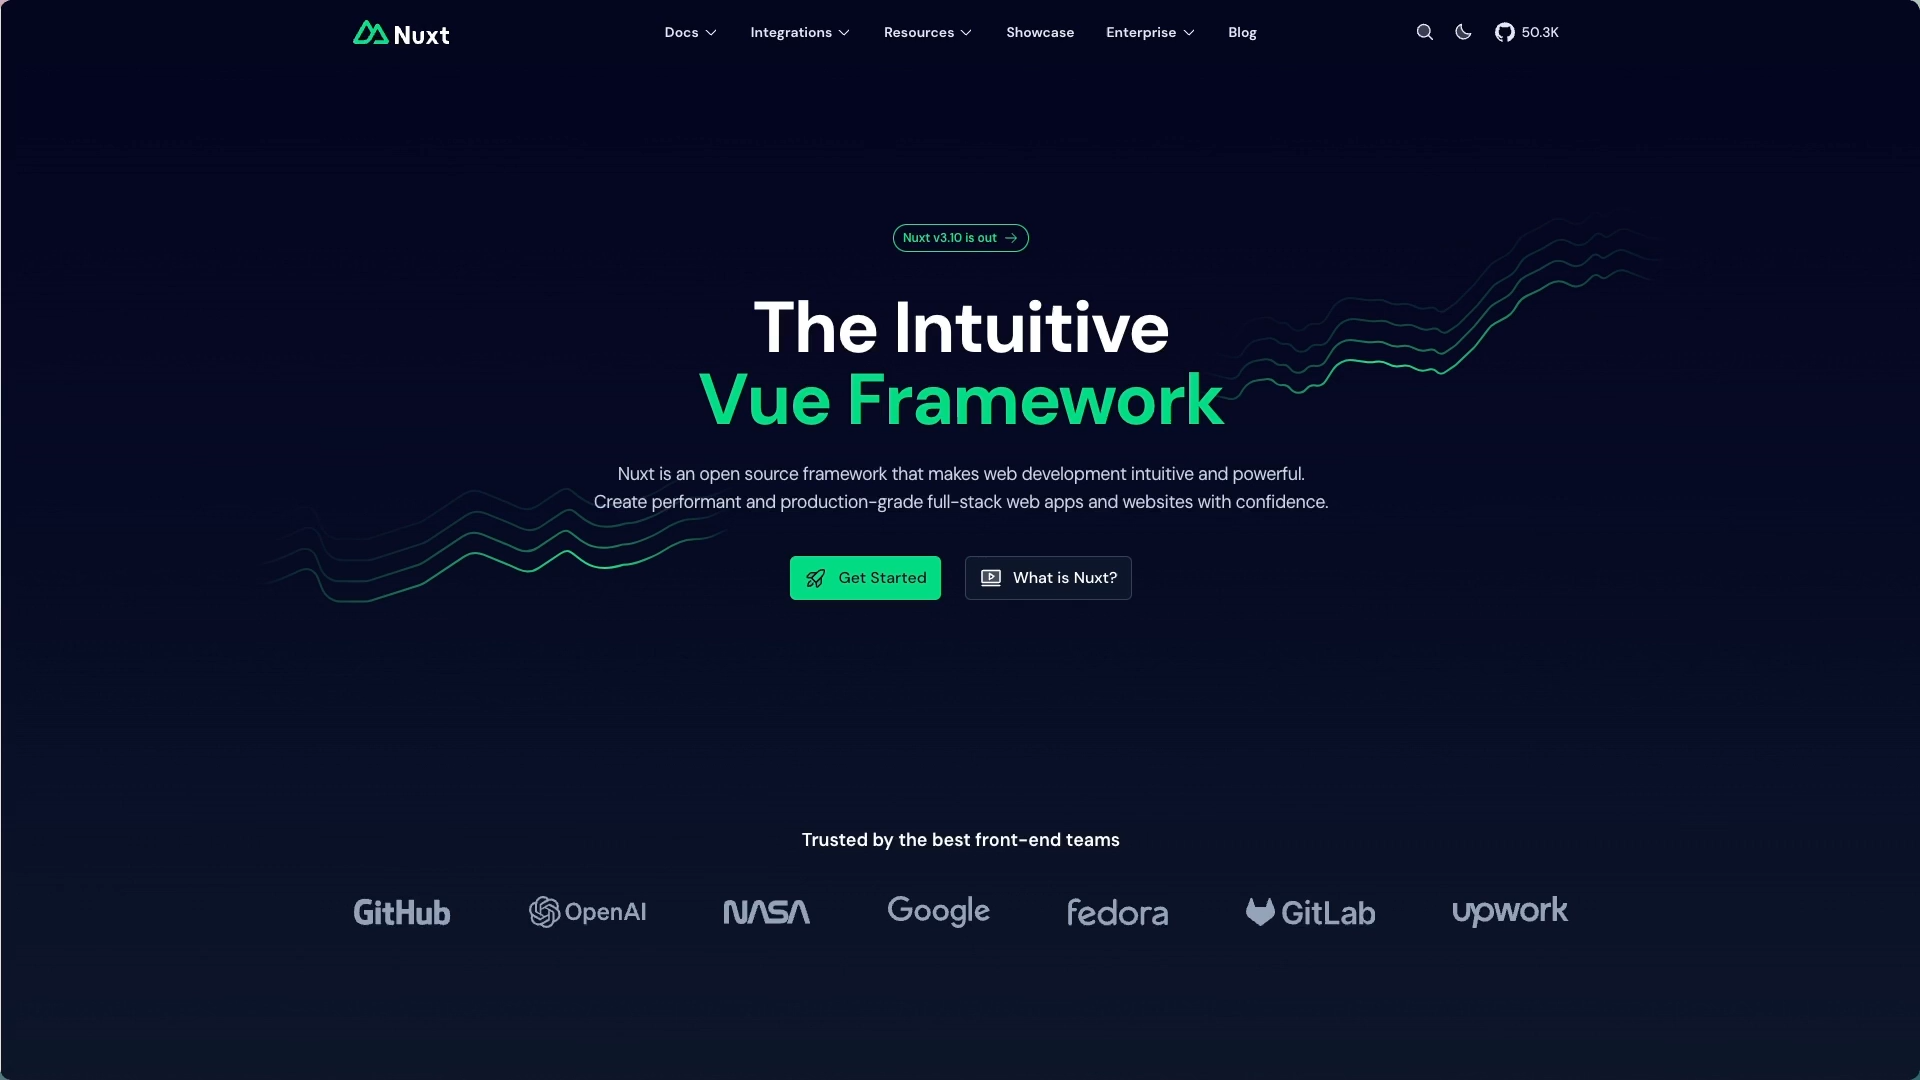 Nuxt
Docs
Integrations
Resources
Showcase
Enterprise
Blog
50.3K
Nuxt v3.10 is out
The Intuitive
Vue Framework
Nuxt is an open source framework that makes web development intuitive and powerful.
Create performant and production-grade full-stack web apps and websites with confidence.
Get Started
What is Nuxt?
Trusted by the best front-end teams
GitHub
OpenAI
NASA
Google
fedora
GitLab
upwork